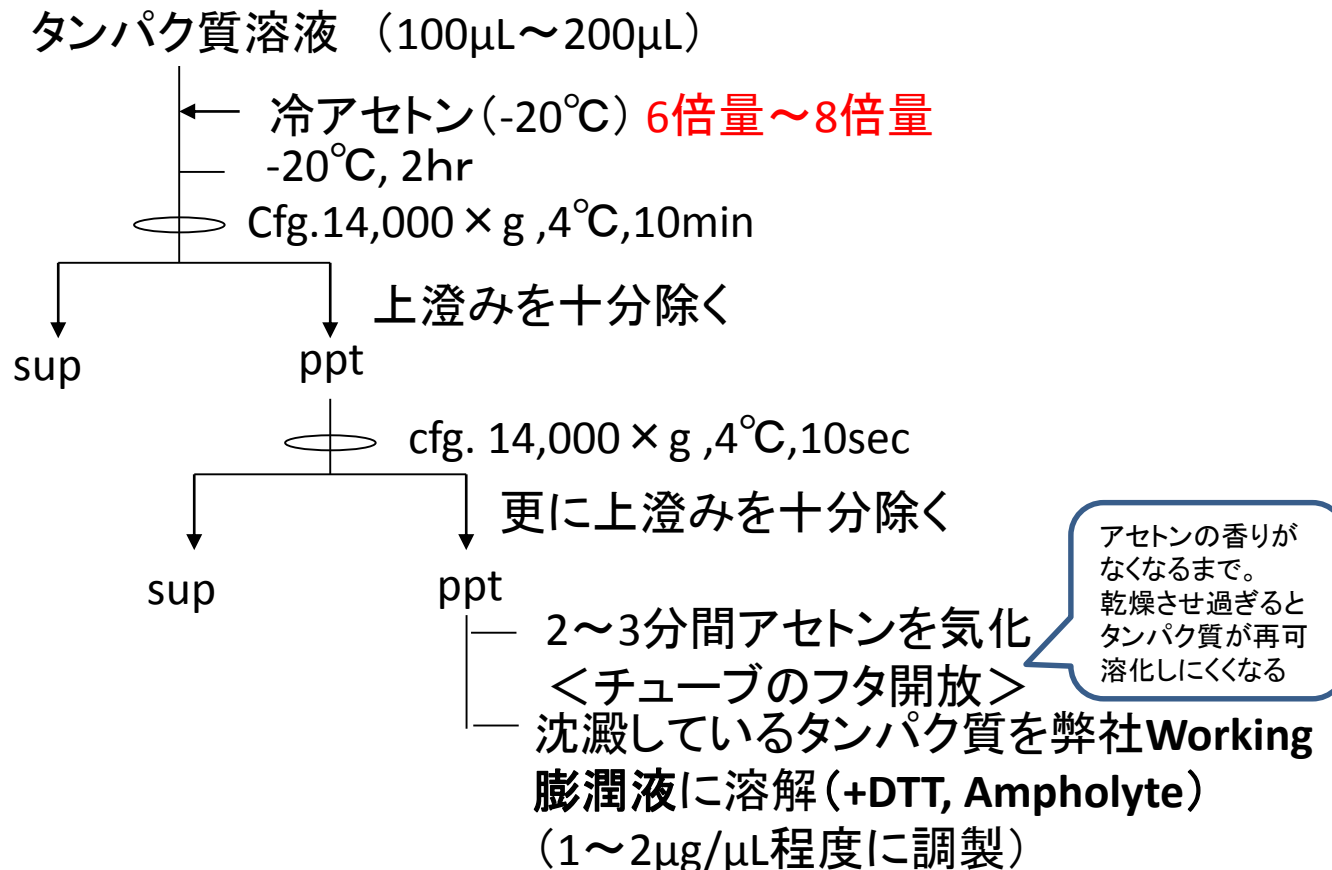 タンパク質溶液 (100μL～200μL)
冷アセトン(-20℃) 6倍量～8倍量
-20℃, 2hr
Cfg.14,000×g ,4℃,10min
上澄みを十分除く
sup ppt
cfg. 14,000×g ,4℃,10sec
更に上澄みを十分除く
sup ppt
2～3分間アセトンを気化
＜チューブのフタ開放＞
アセトンの香りが
なくなるまで。
乾燥させ過ぎると
タンパク質が再可
溶化しにくくなる
沈澱しているタンパク質を弊社Working
膨潤液に溶解(+DTT, Ampholyte)
(1～2μg/μL程度に調製)